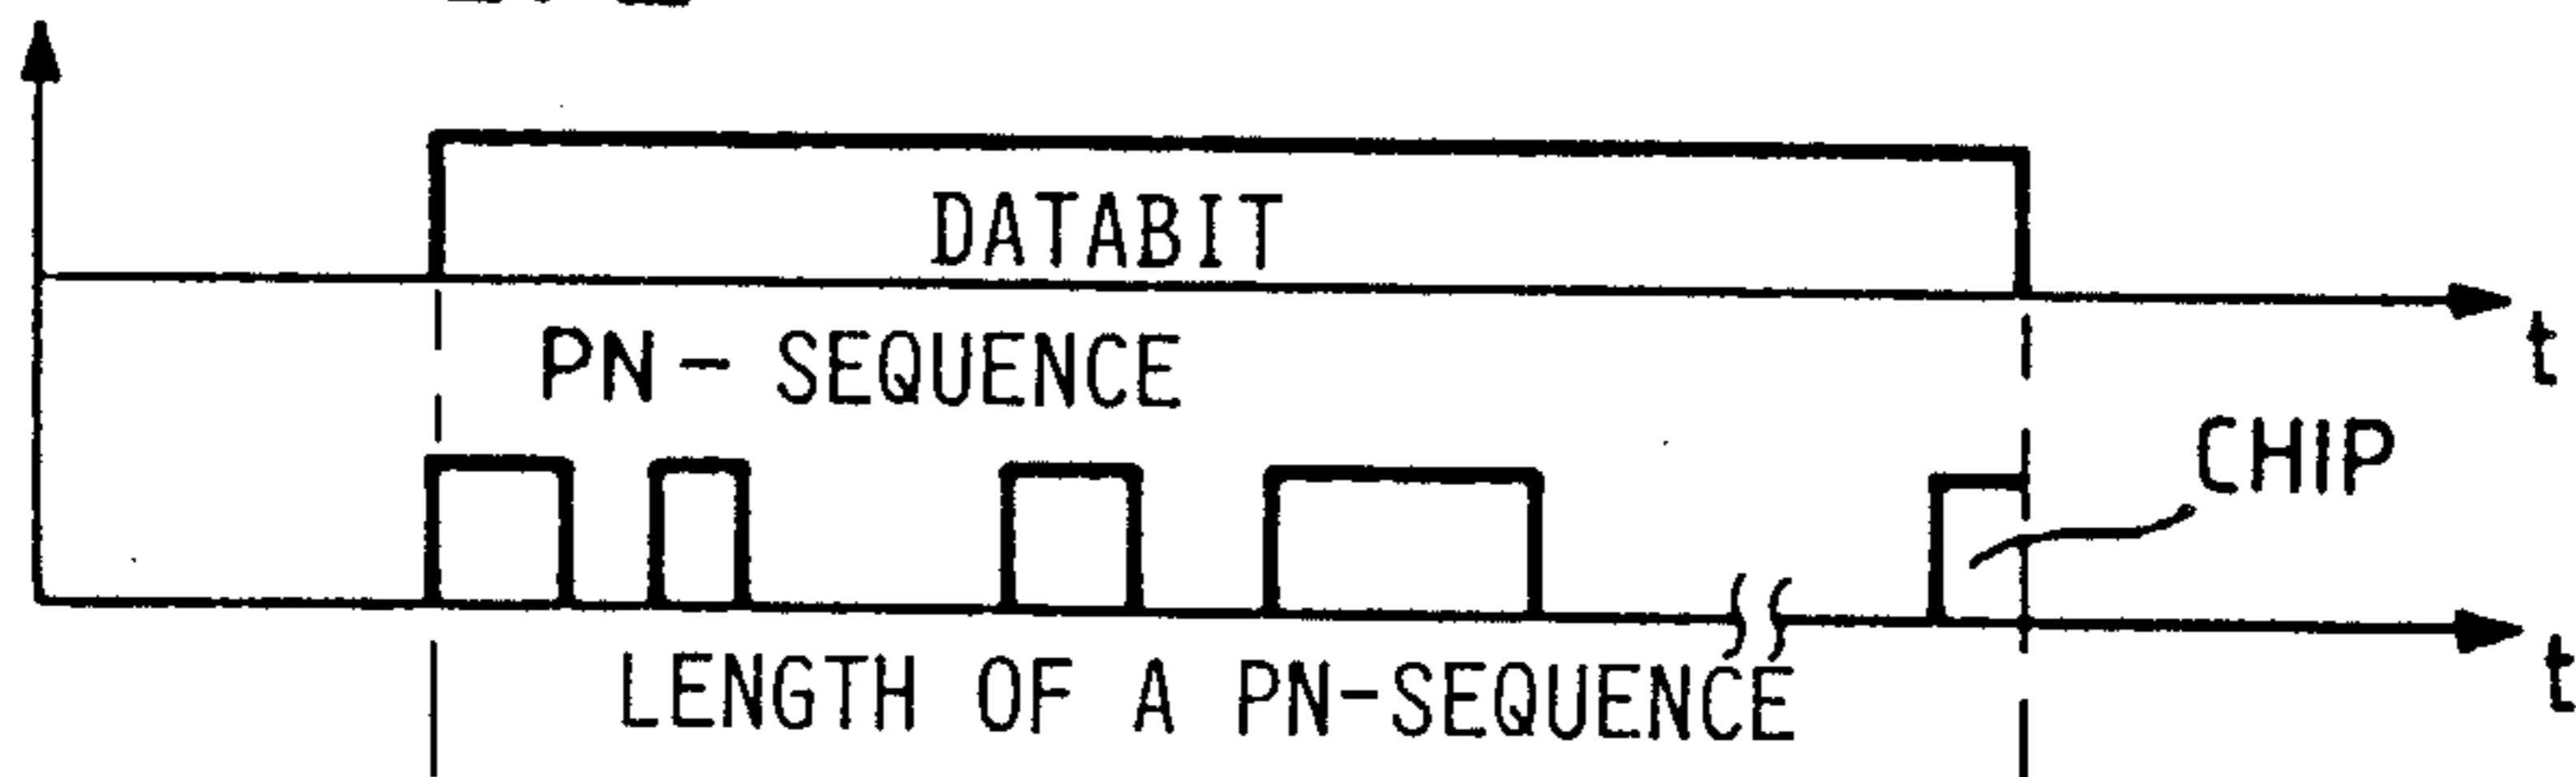 DATABIT
t
PN - SEQUENCE
CHIP
t
LENGTH OF A PN-SEQUENCE